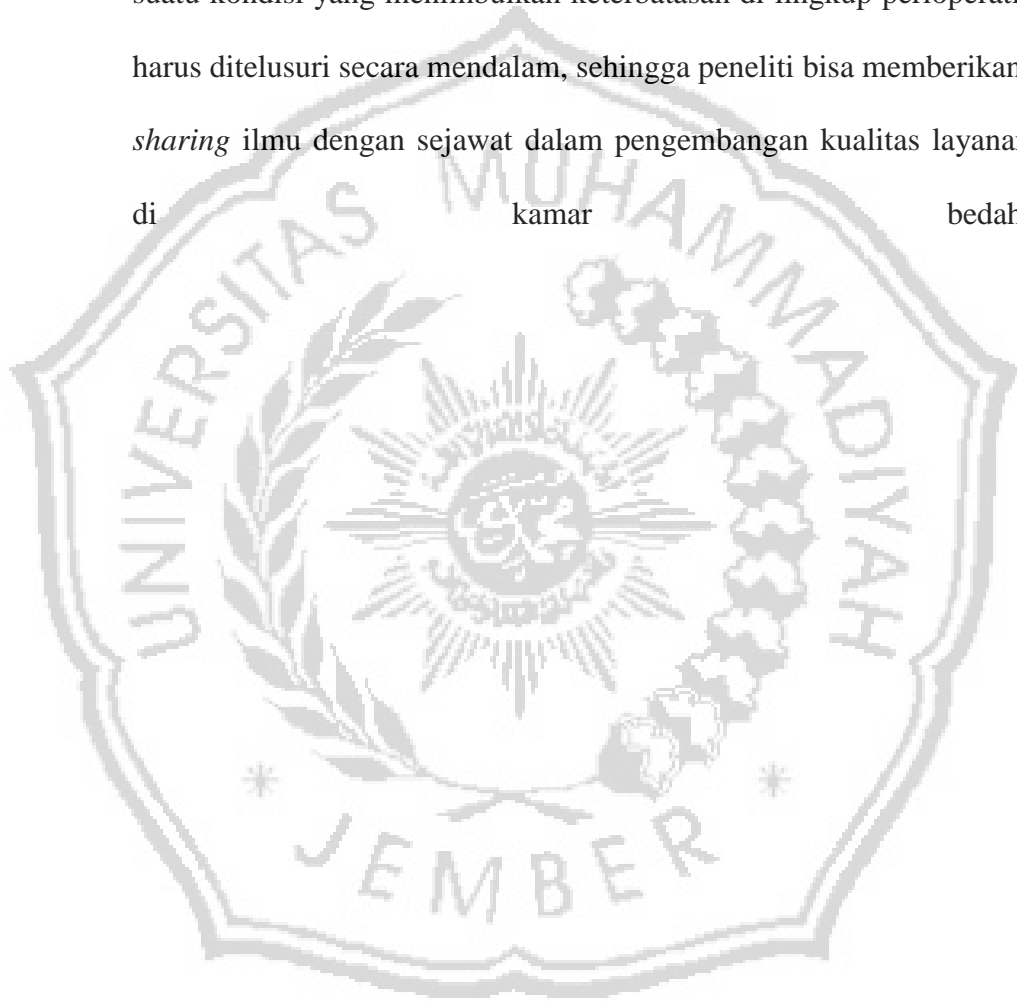 suatu kondisi yang menimbulkan keterbatasan di lingkup perioperati
harus ditelusuri secara mendalam, sehingga peneliti bisa memberikan
sharing ilmu dengan sejawat dalam pengembangan kualitas layanan
di kamar bedah
UNIVERSITAS MUHAMMADIYAH
JEMBER